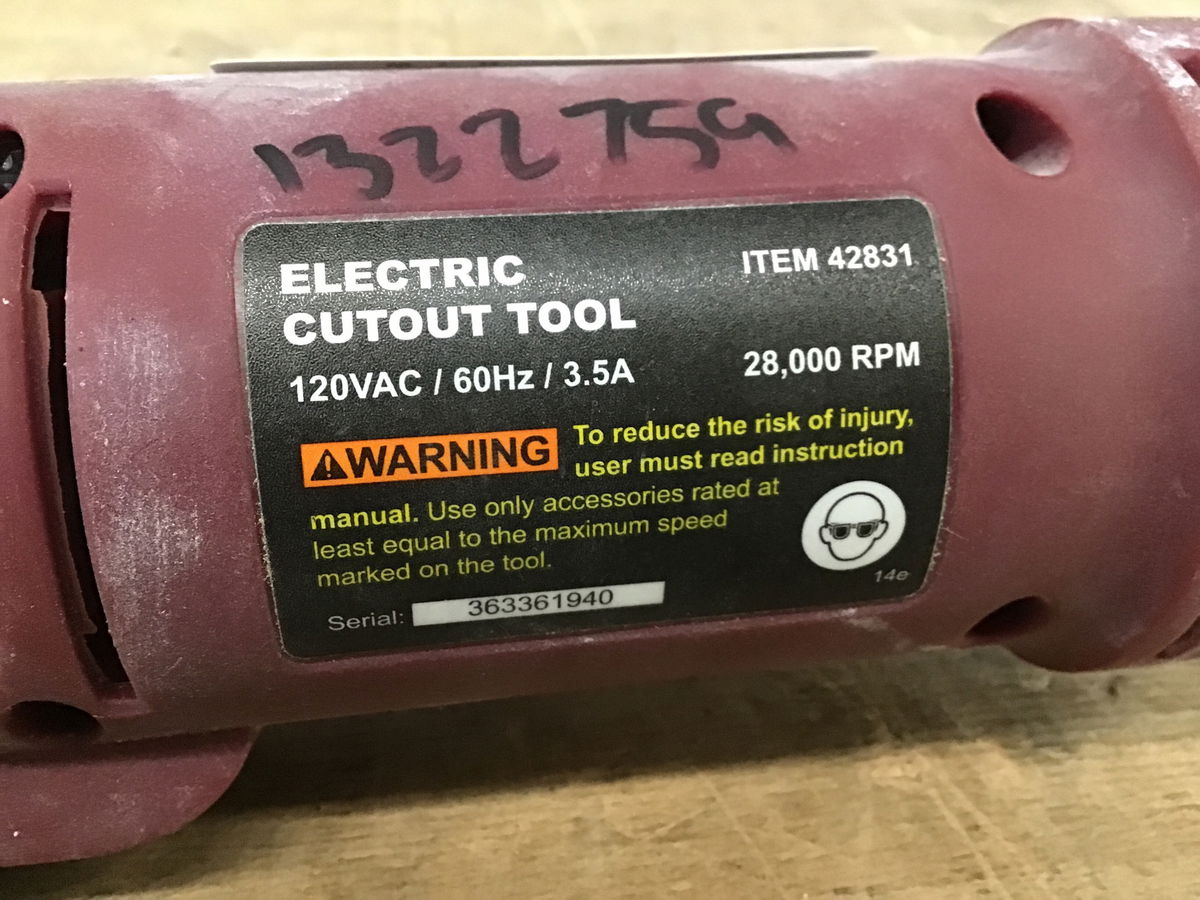 1322759
ELECTRIC
CUTOUT TOOL
ITEM 42831
120VAC / 60Hz / 3.5A
28,000 RPM
WARNING To reduce the risk of injury,
user must read instruction
manual. Use only accessories rated at
least equal to the maximum speed
marked on the tool.
14e
Serial: 363361940